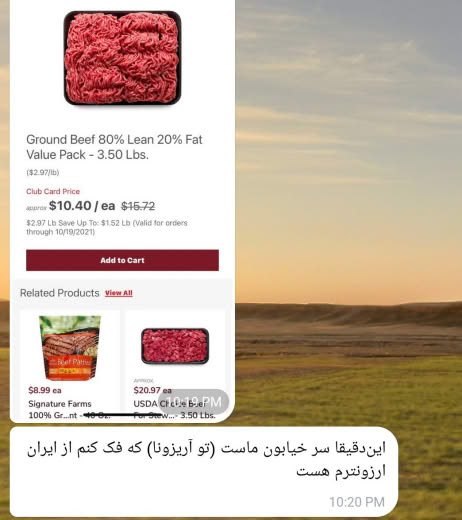 Ground Beef 80% Lean 20% Fat
Value Pack - 3.50 Lbs.
($2.97/lb)
Club Card Price
approx $10.40 / ea $15.72
$2.97 Lb Save Up To: $1.52 Lb (Valid for orders
through 10/19/2021)
Add to Cart
Related Products View All
Beef Patties
APPROX.
$8.99 ea $20.97 ea
Signature Farms USDA Choice Beef
100% Gr...nt - 48 Oz. For Stew...- 3.50 Lbs.
10:19 PM
این‌دقیقا سر خیابون ماست (تو آریزونا) که فک کنم از ایران
ارزونترم هست
10:20 PM